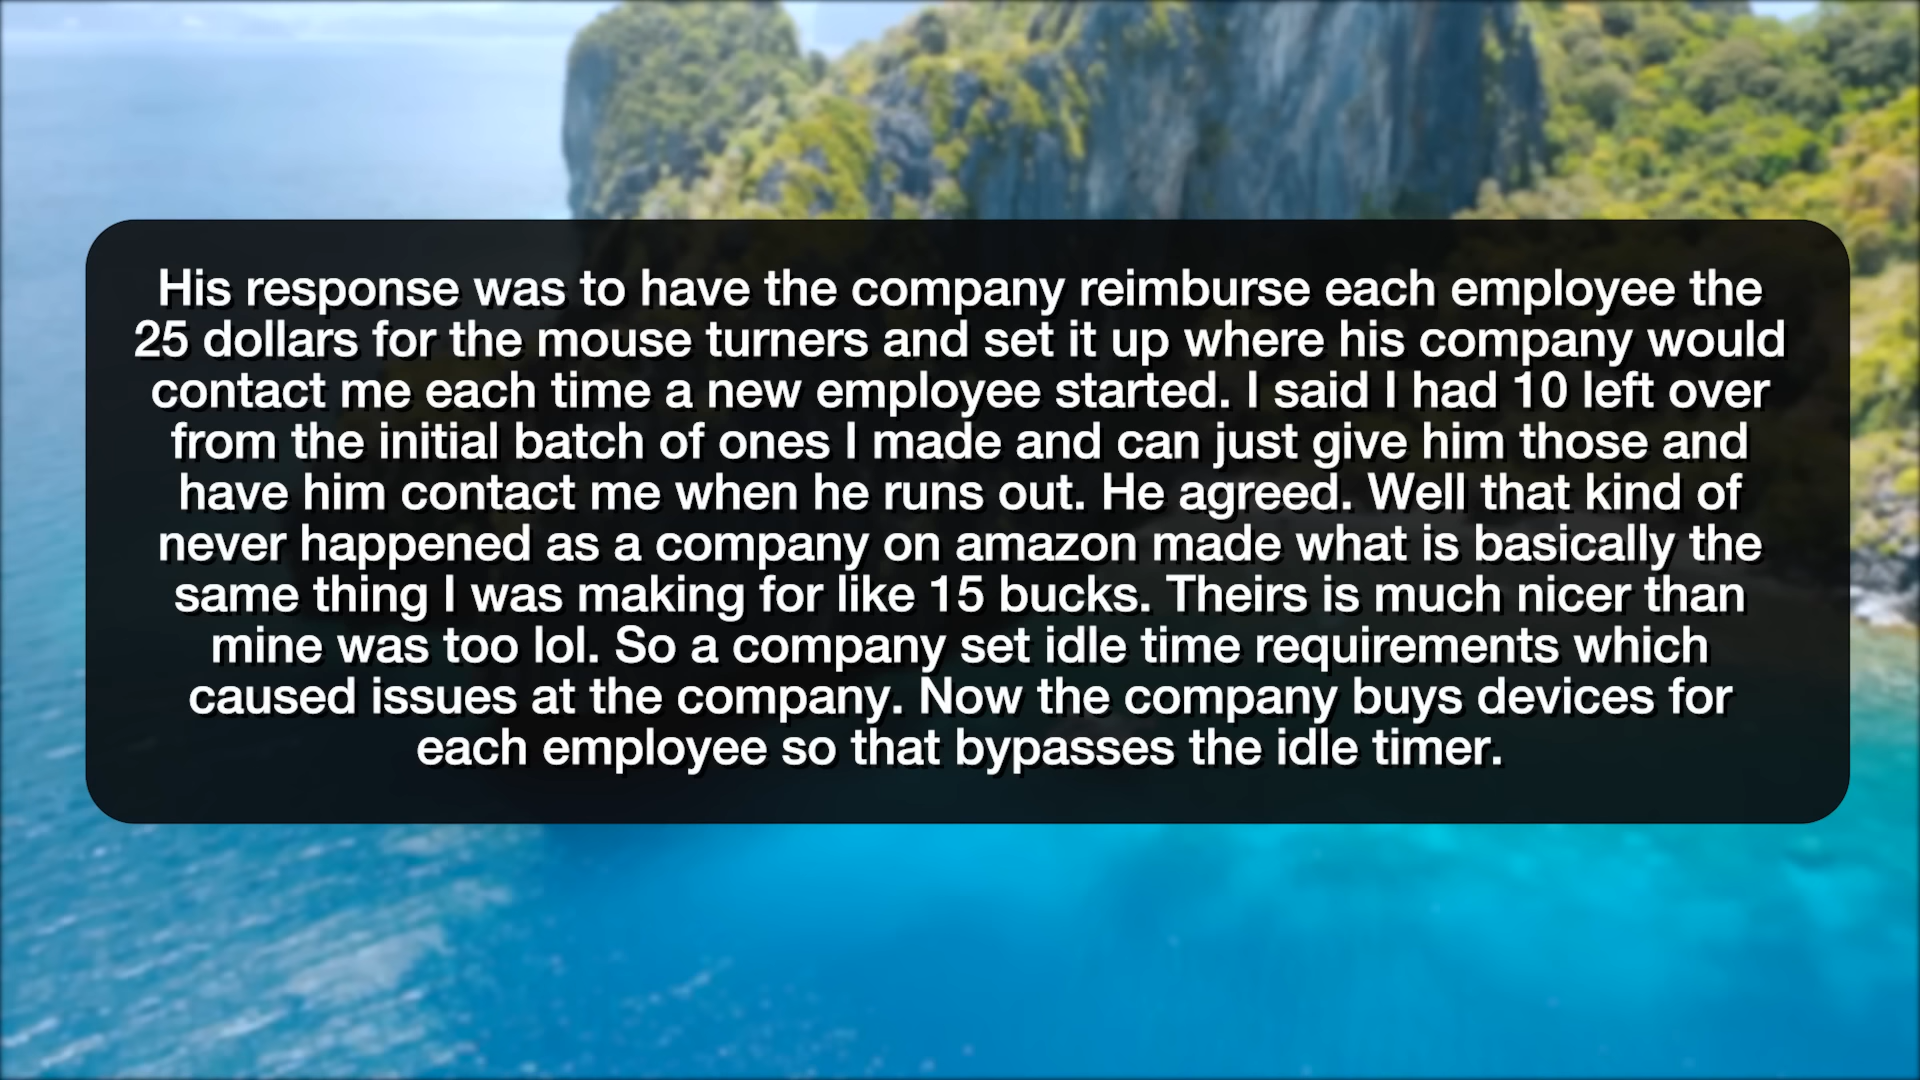 His response was to have the company reimburse each employee the
25 dollars for the mouse turners and set it up where his company would
contact me each time a new employee started. I said I had 10 left over
from the initial batch of ones I made and can just give him those and
have him contact me when he runs out. He agreed. Well that kind of
never happened as a company on amazon made what is basically the
same thing I was making for like 15 bucks. Theirs is much nicer than
mine was too lol. So a company set idle time requirements which
caused issues at the company. Now the company buys devices for
each employee so that bypasses the idle timer.